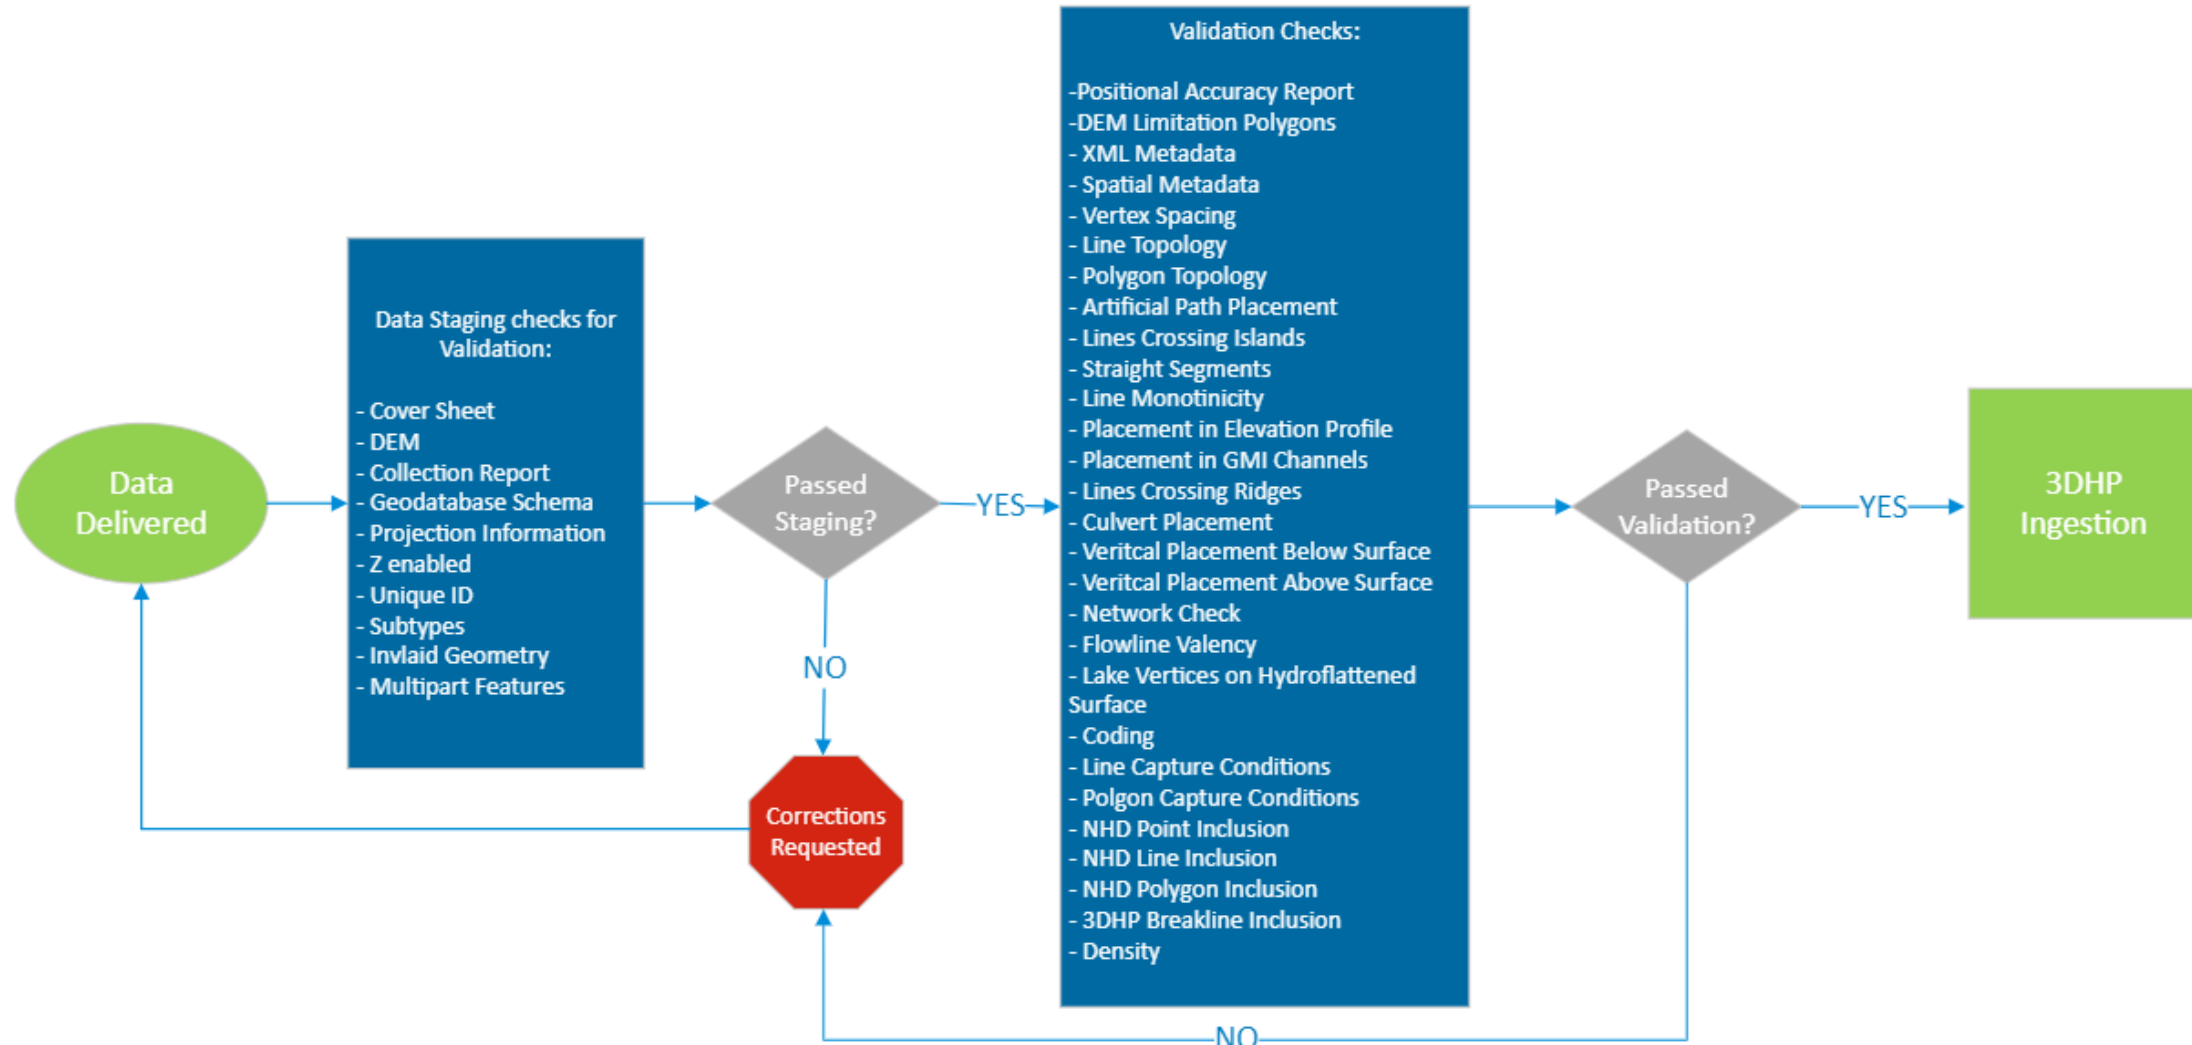 Data
Delivered
Data Staging checks for
Validation:
- Cover Sheet
- DEM
- Collection Report
- Geodatabase Schema
- Projection Information
- Z enabled
- Unique ID
- Subtypes
- Invlaid Geometry
- Multipart Features
Passed
Staging?
YES
NO
Corrections
Requested
Validation Checks:
-Positional Accuracy Report
-DEM Limitation Polygons
- XML Metadata
- Spatial Metadata
- Vertex Spacing
- Line Topology
- Polygon Topology
- Artificial Path Placement
- Lines Crossing Islands
- Straight Segments
- Line Monotinicity
- Placement in Elevation Profile
- Placement in GMI Channels
- Lines Crossing Ridges
- Culvert Placement
- Veritcal Placement Below Surface
- Veritcal Placement Above Surface
- Network Check
- Flowline Valency
- Lake Vertices on Hydroflattened
Surface
- Coding
- Line Capture Conditions
- Polgon Capture Conditions
- NHD Point Inclusion
- NHD Line Inclusion
- NHD Polygon Inclusion
- 3DHP Breakline Inclusion
- Density
Passed
Validation?
YES
NO
3DHP
Ingestion